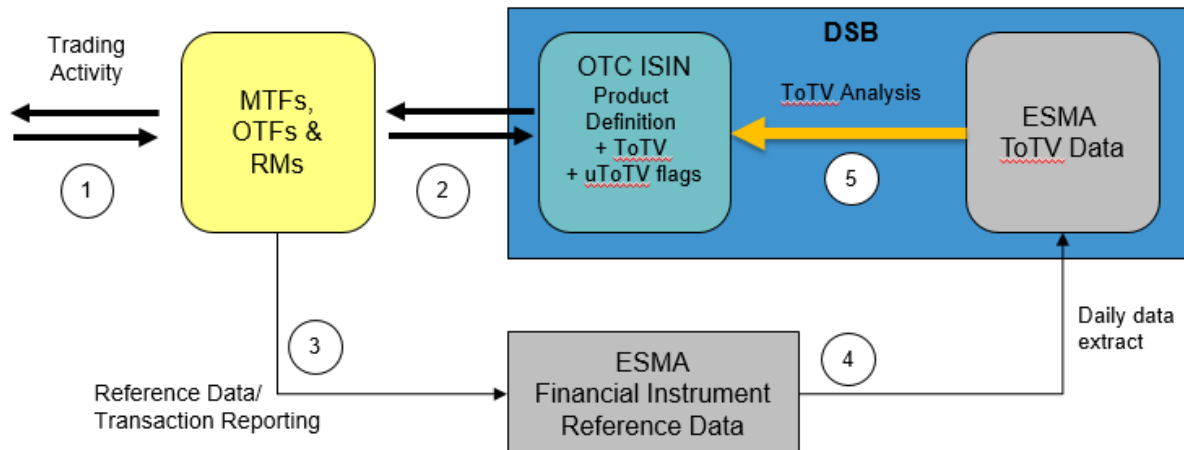 DSB
Trading
Activity
MTFs,
OTFs &
RMs
1
2
OTC ISIN
Product
Definition
+ ToTV
+ uToTV flags
ToTV Analysis
5
ESMA
ToTV Data
3
Reference Data/
Transaction Reporting
ESMA
Financial Instrument
Reference Data
4
Daily data
extract